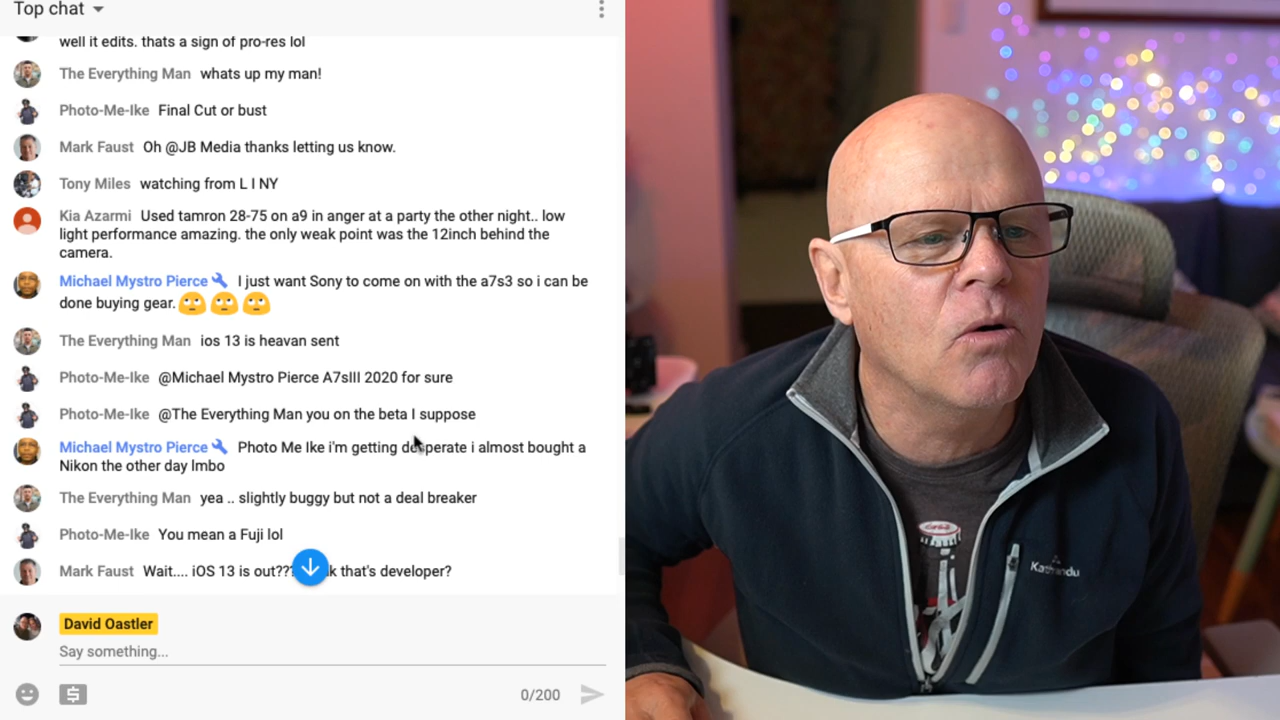 Top chat
well it edits. thats a sign of pro-res lol
The Everything Man whats up my man!
Photo-Me-Ike Final Cut or bust
Mark Faust Oh @JB Media thanks letting us know.
Tony Miles watching from L I NY
Kia Azarmi Used tamron 28-75 on a9 in anger at a party the other night.. low
light performance amazing. the only weak point was the 12inch behind the
camera.
Michael Mystro Pierce I just want Sony to come on with the a7s3 so i can be
done buying gear. 🙄 🙄 🙄
The Everything Man ios 13 is heavan sent
Photo-Me-Ike @Michael Mystro Pierce A7sIII 2020 for sure
Photo-Me-Ike @The Everything Man you on the beta I suppose
Michael Mystro Pierce Photo Me Ike i'm getting desperate i almost bought a
Nikon the other day lmbo
The Everything Man yea .. slightly buggy but not a deal breaker
Photo-Me-Ike You mean a Fuji lol
Mark Faust Wait.... iOS 13 is out??? that's developer?
David Oastler
Say something...
0/200
Kathmandu